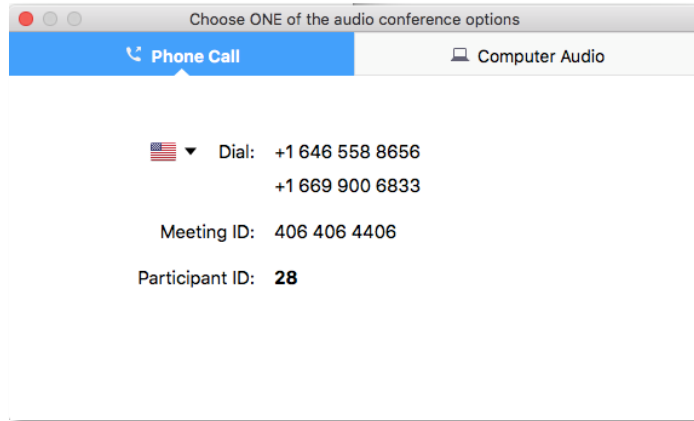 Choose ONE of the audio conference options
Phone Call
Computer Audio
Dial: +1 646 558 8656
+1 669 900 6833
Meeting ID: 406 406 4406
Participant ID: 28